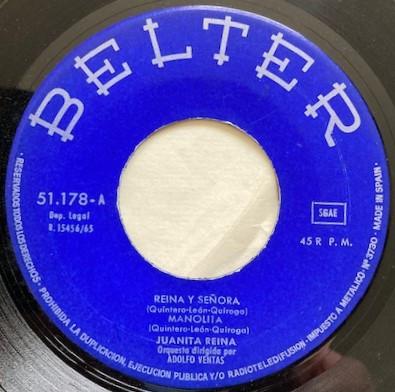 BELTER
51.178-A
Dep. Legal
B. 15456/65
SGAE
45 R P. M.
REINA Y SEÑORA
(Quintero-León-Quiroga)
MANOLITA
(Quintero-León-Quiroga)
JUANITA REINA
Orquesta dirigida por
ADOLFO VENTAS
· RESERVADOS TODOS LOS DERECHOS · PROHIBIDA LA DUPLICACION, EJECUCION PUBLICA Y/O RADIOTELEDIFUSION · IMPUESTO A METALICO · Nº 3730 · MADE IN SPAIN ·